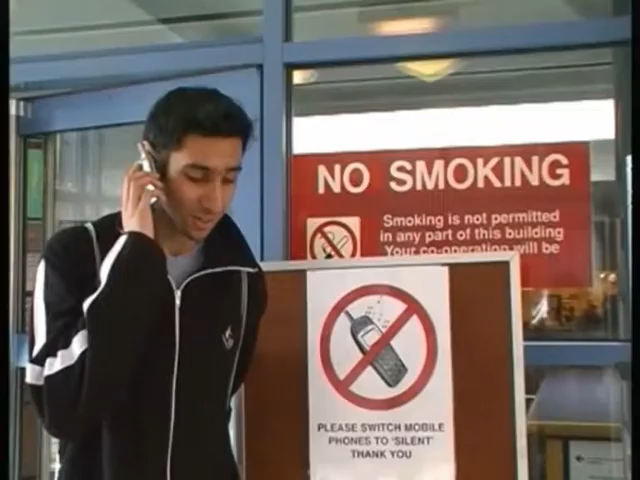 NO SMOKING
Smoking is not permitted
in any part of this building
Your co-operation will be
PLEASE SWITCH MOBILE
PHONES TO 'SILENT'
THANK YOU